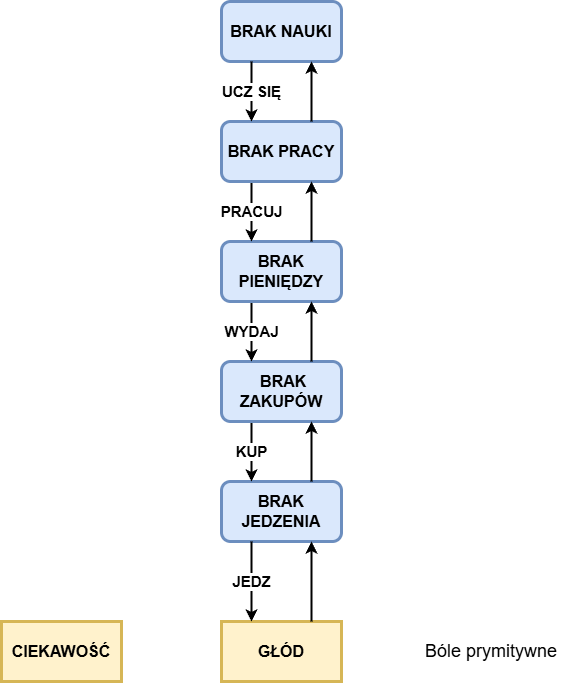 BRAK NAUKI
UCZ SIĘ
BRAK PRACY
PRACUJ
BRAK
PIENIĘDZY
WYDAJ
BRAK
ZAKUPÓW
KUP
BRAK
JEDZENIA
JEDZ
CIEKAWOŚĆ
GŁÓD
Bóle prymitywne